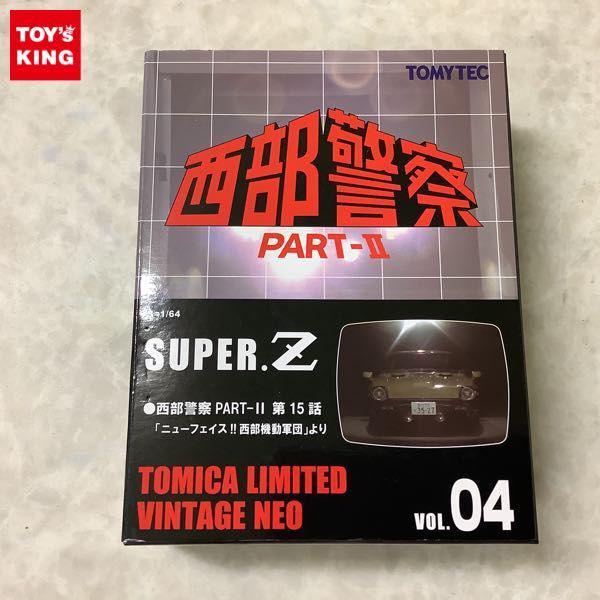 TOY'S
KING
TOMYTEC
西部警察
PART-II
1/64
SUPER.Z
●西部警察 PART-II 第15話
「ニューフェイス!! 西部機動軍団」より
35-27
TOMICA LIMITED
VINTAGE NEO
VOL.04